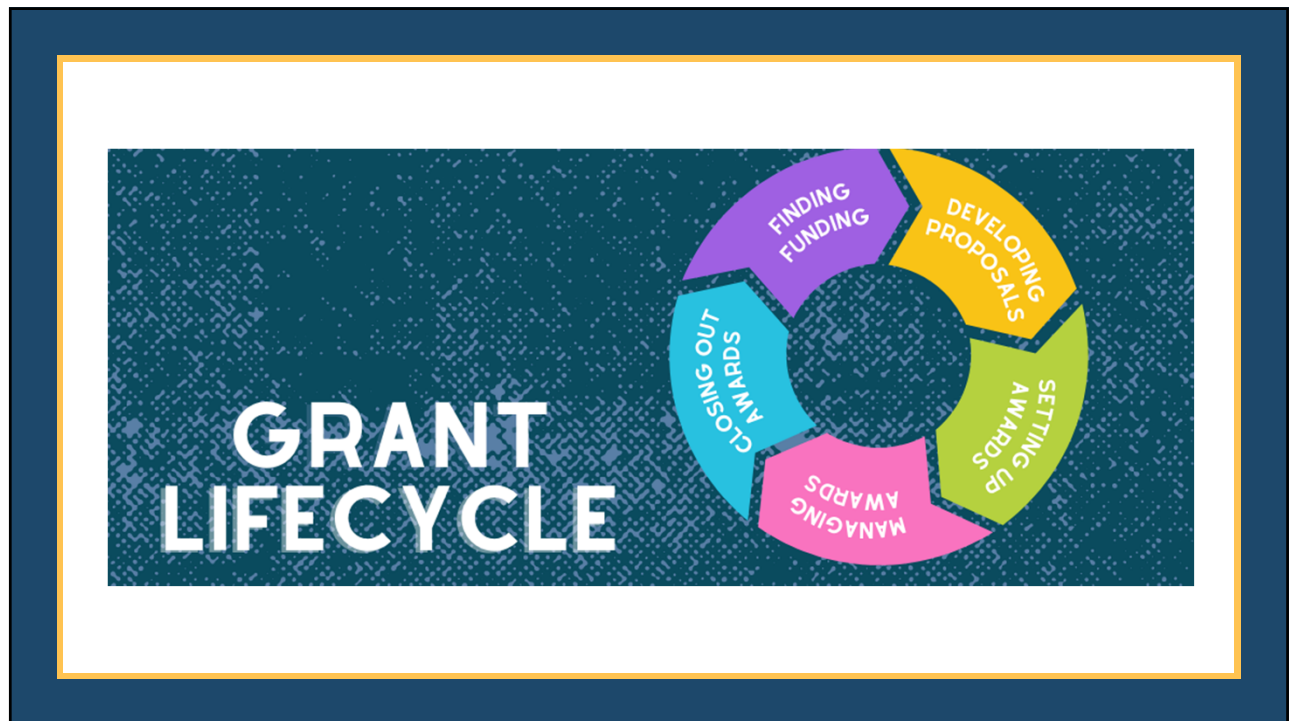 GRANT
LIFECYCLE
FINDING
FUNDING
DEVELOPING
PROPOSALS
SETTING UP
AWARDS
MANAGING
AWARDS
CLOSING OUT
AWARDS